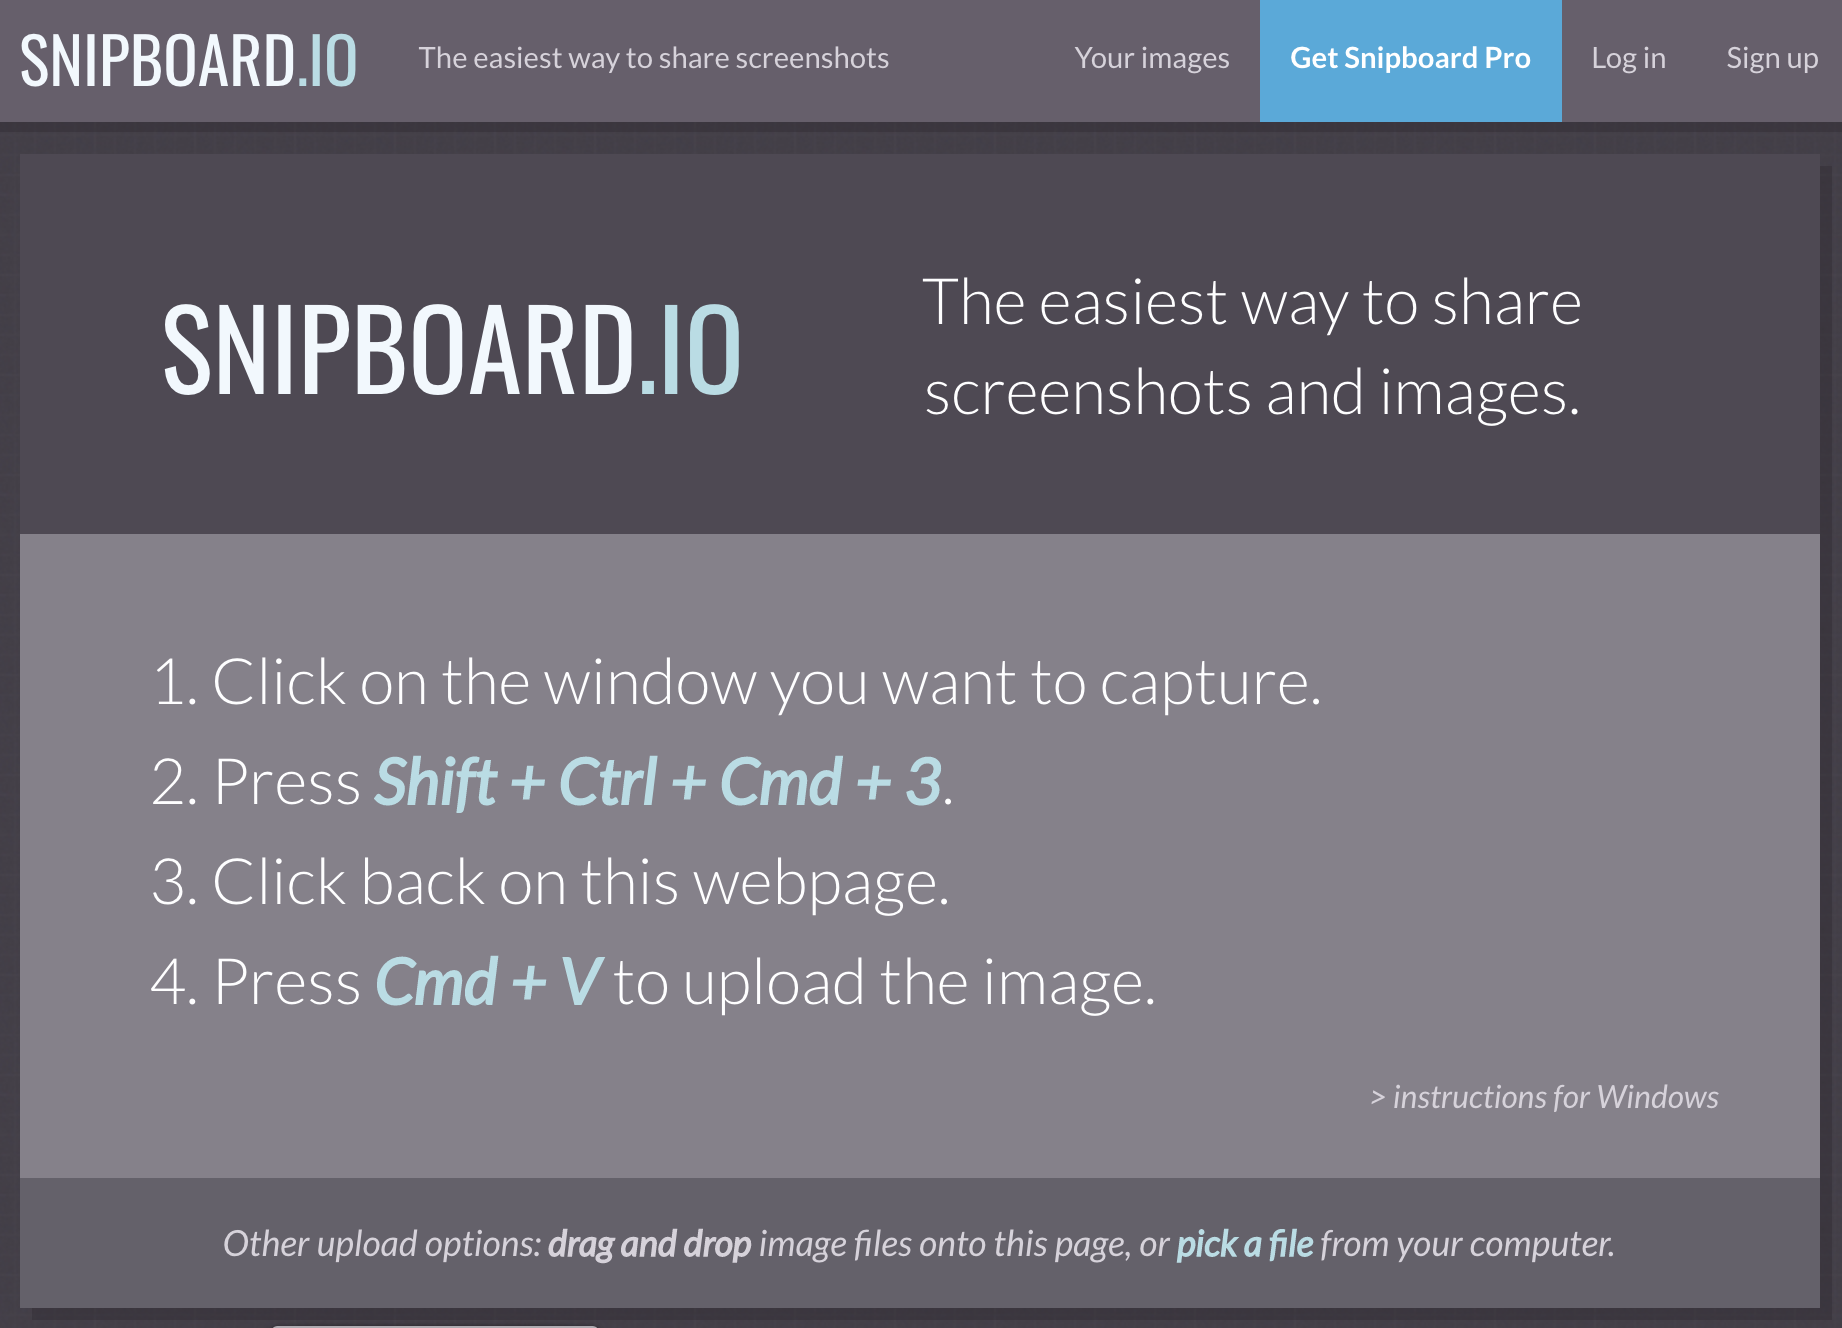 SNIPBOARD.IO The easiest way to share screenshots Your images Get Snipboard Pro Log in Sign up
SNIPBOARD.IO
The easiest way to share
screenshots and images.
1. Click on the window you want to capture.
2. Press Shift + Ctrl + Cmd + 3.
3. Click back on this webpage.
4. Press Cmd + V to upload the image.
> instructions for Windows
Other upload options: drag and drop image files onto this page, or pick a file from your computer.